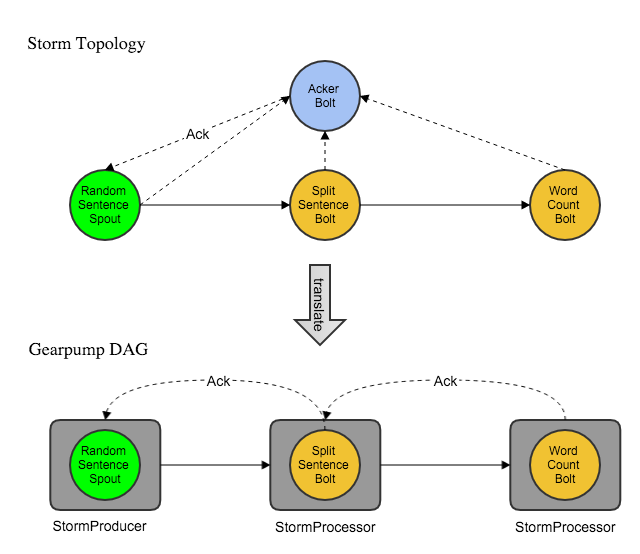 Storm Topology
Acker
Bolt
Ack
Random
Sentence
Spout
Split
Sentence
Bolt
Word
Count
Bolt
translate
Gearpump DAG
Ack
Ack
Random
Sentence
Spout
Split
Sentence
Bolt
Word
Count
Bolt
StormProducer
StormProcessor
StormProcessor